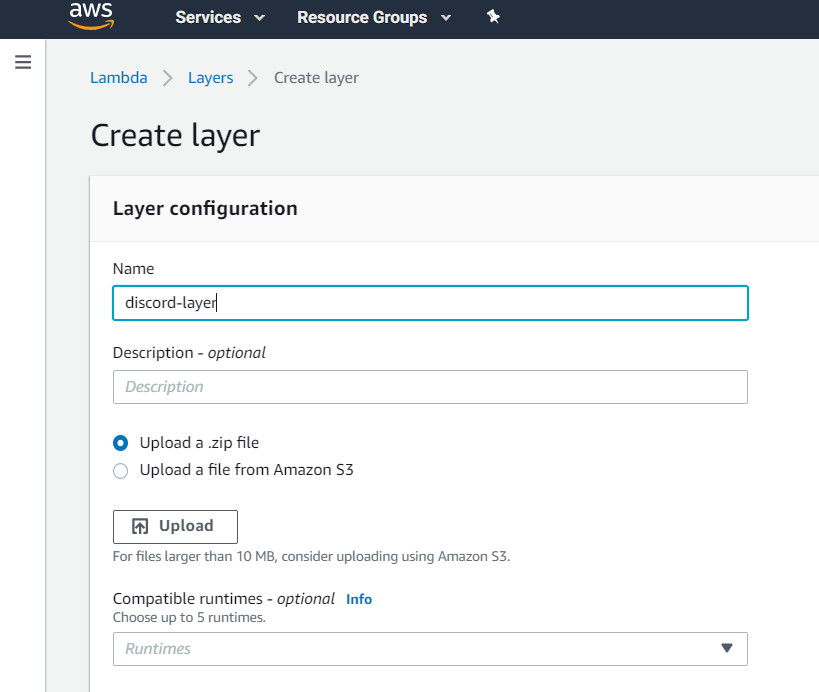 aws Services Resource Groups
Lambda > Layers > Create layer
Create layer
Layer configuration
Name
discord-layer
Description - optional
Description
Upload a .zip file
Upload a file from Amazon S3
Upload
For files larger than 10 MB, consider uploading using Amazon S3.
Compatible runtimes - optional Info
Choose up to 5 runtimes.
Runtimes